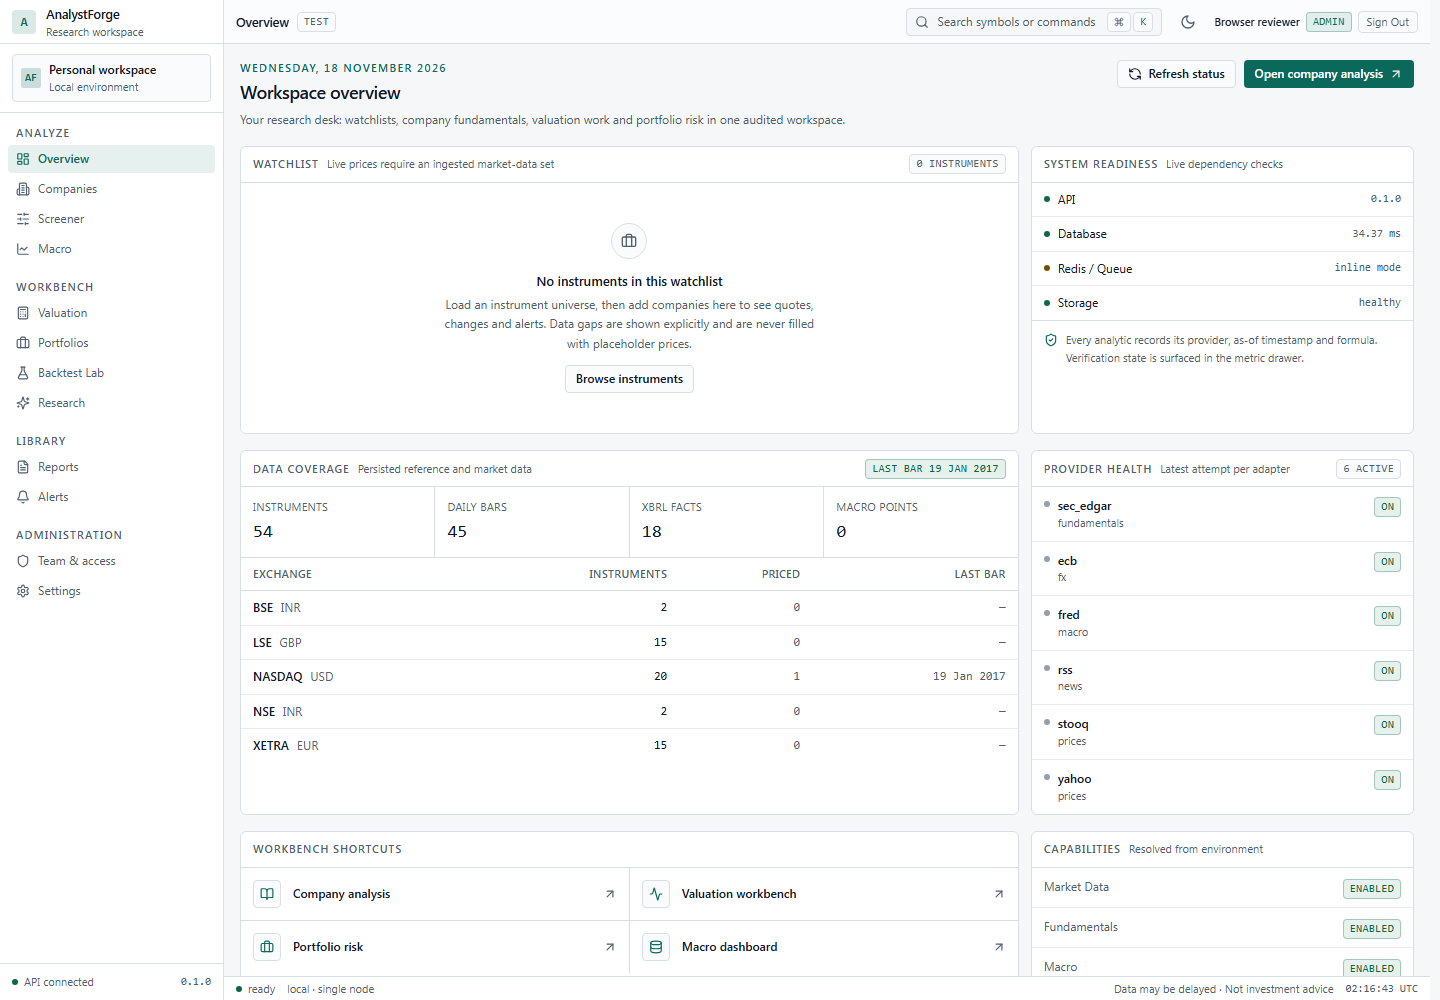 A
AnalystForge
Research workspace
AF
Personal workspace
Local environment
ANALYZE
Overview
Companies
Screener
Macro
WORKBENCH
Valuation
Portfolios
Backtest Lab
Research
LIBRARY
Reports
Alerts
ADMINISTRATION
Team & access
Settings
API connected 0.1.0
Overview TEST
Search symbols or commands ⌘ K
Browser reviewer ADMIN Sign Out
WEDNESDAY, 18 NOVEMBER 2026
Workspace overview
Your research desk: watchlists, company fundamentals, valuation work and portfolio risk in one audited workspace.
Refresh status
Open company analysis
WATCHLIST Live prices require an ingested market-data set 0 INSTRUMENTS
No instruments in this watchlist
Load an instrument universe, then add companies here to see quotes,
changes and alerts. Data gaps are shown explicitly and are never filled
with placeholder prices.
Browse instruments
SYSTEM READINESS Live dependency checks
API 0.1.0
Database 34.37 ms
Redis / Queue inline mode
Storage healthy
Every analytic records its provider, as-of timestamp and formula.
Verification state is surfaced in the metric drawer.
DATA COVERAGE Persisted reference and market data LAST BAR 19 JAN 2017
INSTRUMENTS DAILY BARS XBRL FACTS MACRO POINTS
54 45 18 0
EXCHANGE INSTRUMENTS PRICED LAST BAR
BSE INR 2 0 —
LSE GBP 15 0 —
NASDAQ USD 20 1 19 Jan 2017
NSE INR 2 0 —
XETRA EUR 15 0 —
PROVIDER HEALTH Latest attempt per adapter 6 ACTIVE
sec_edgar ON
fundamentals
ecb ON
fx
fred ON
macro
rss ON
news
stooq ON
prices
yahoo ON
prices
WORKBENCH SHORTCUTS
Company analysis
Valuation workbench
Portfolio risk
Macro dashboard
CAPABILITIES Resolved from environment
Market Data ENABLED
Fundamentals ENABLED
Macro ENABLED
ready local · single node
Data may be delayed · Not investment advice 02:16:43 UTC